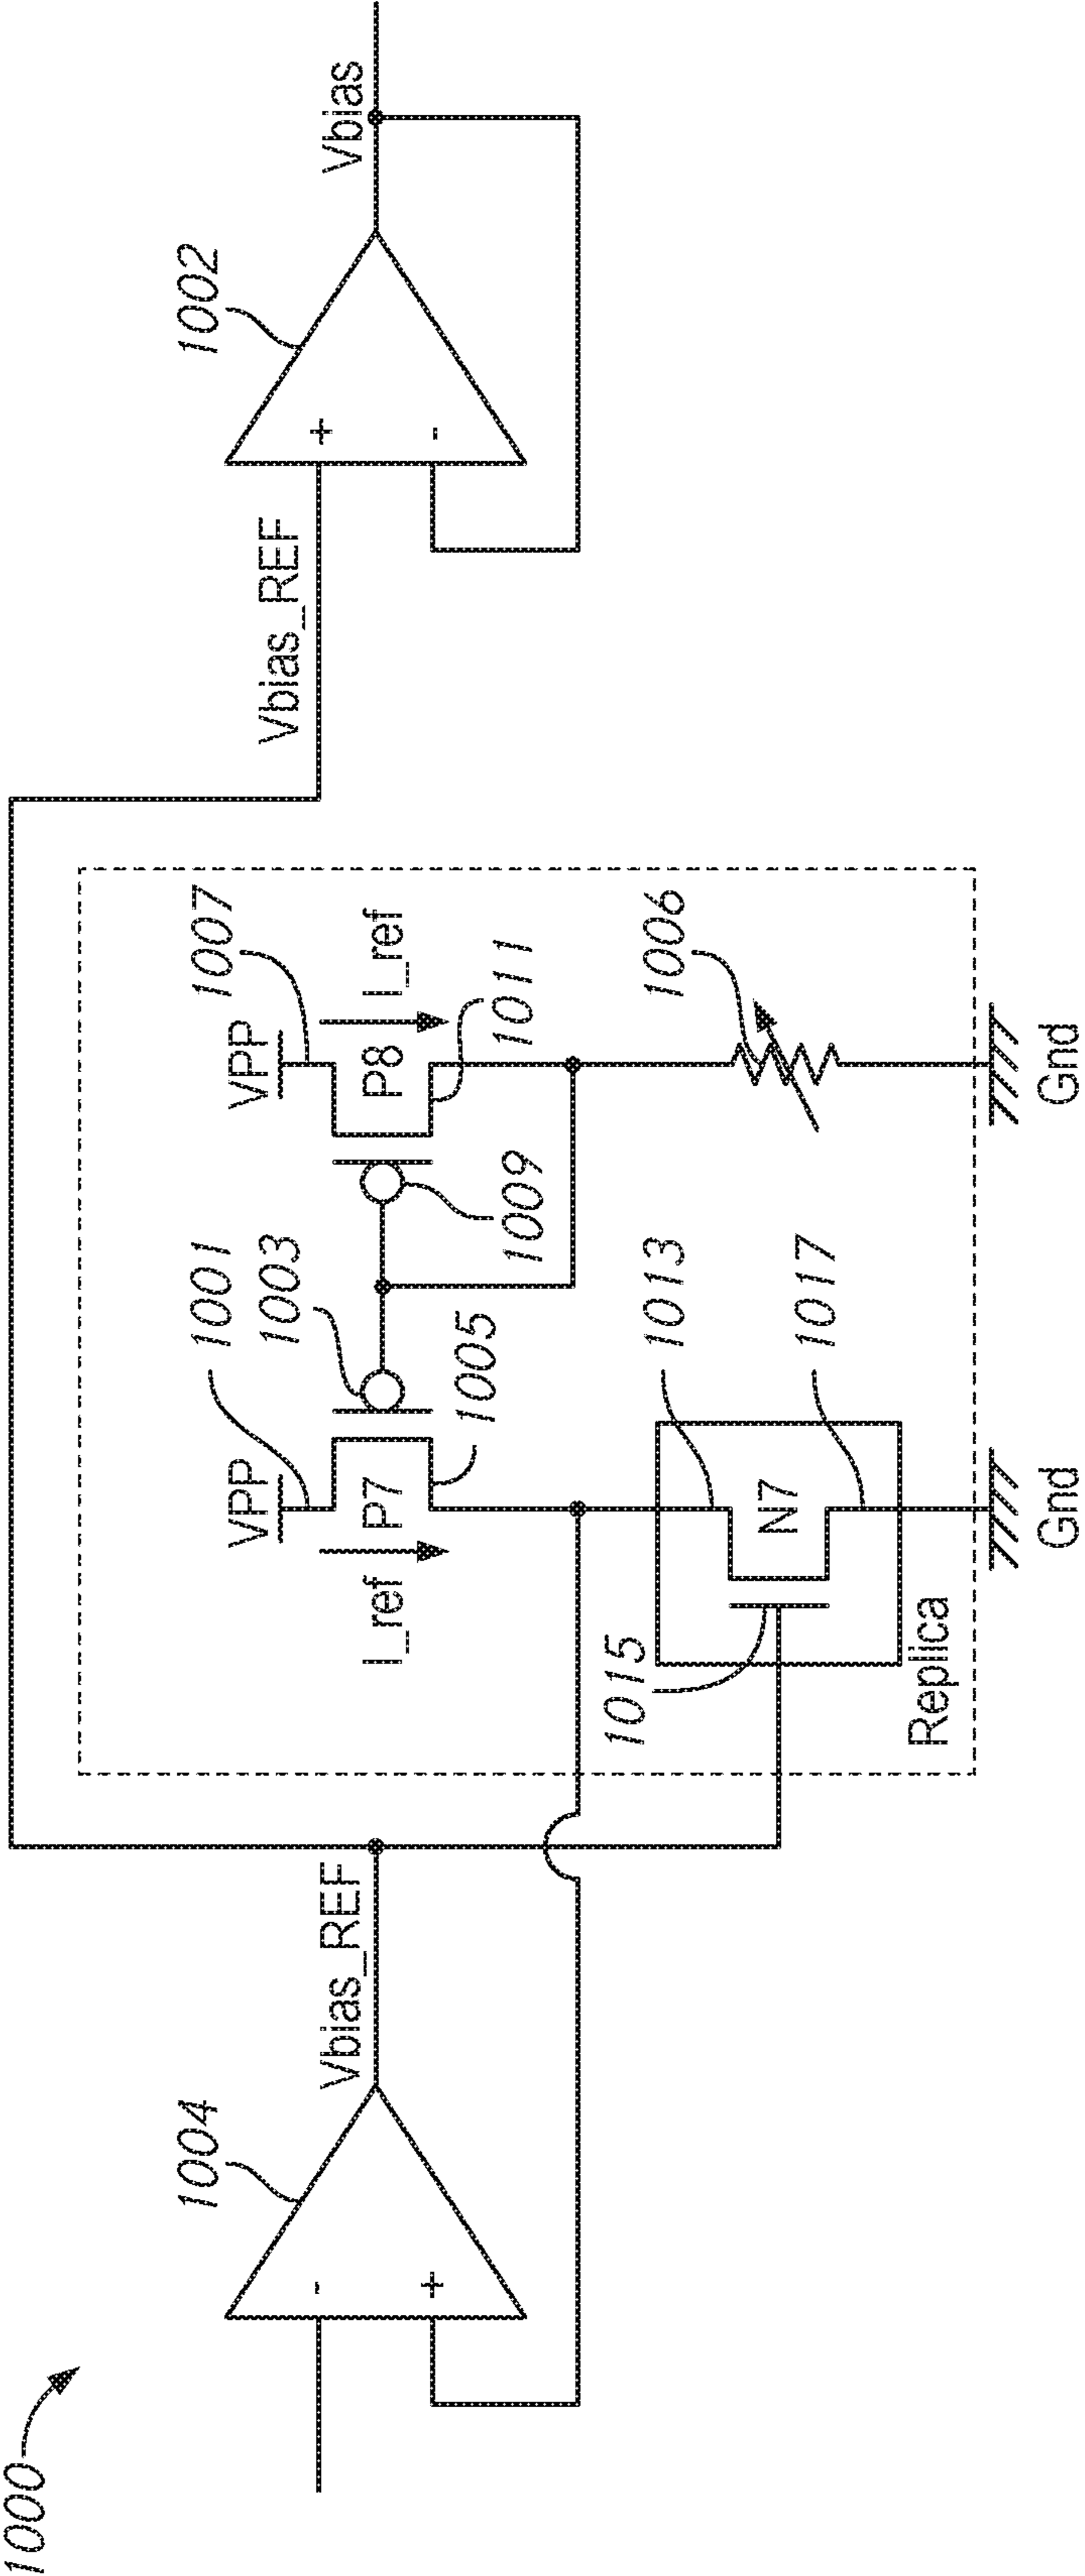 1000
1004
-
+
Vbias_REF
VPP
1001
1003
I_ref
P7
1005
1009
VPP
1007
P8
I_ref
1011
1015
N7
1013
1017
1006
Replica
Gnd
Gnd
Vbias_REF
1002
+
-
Vbias